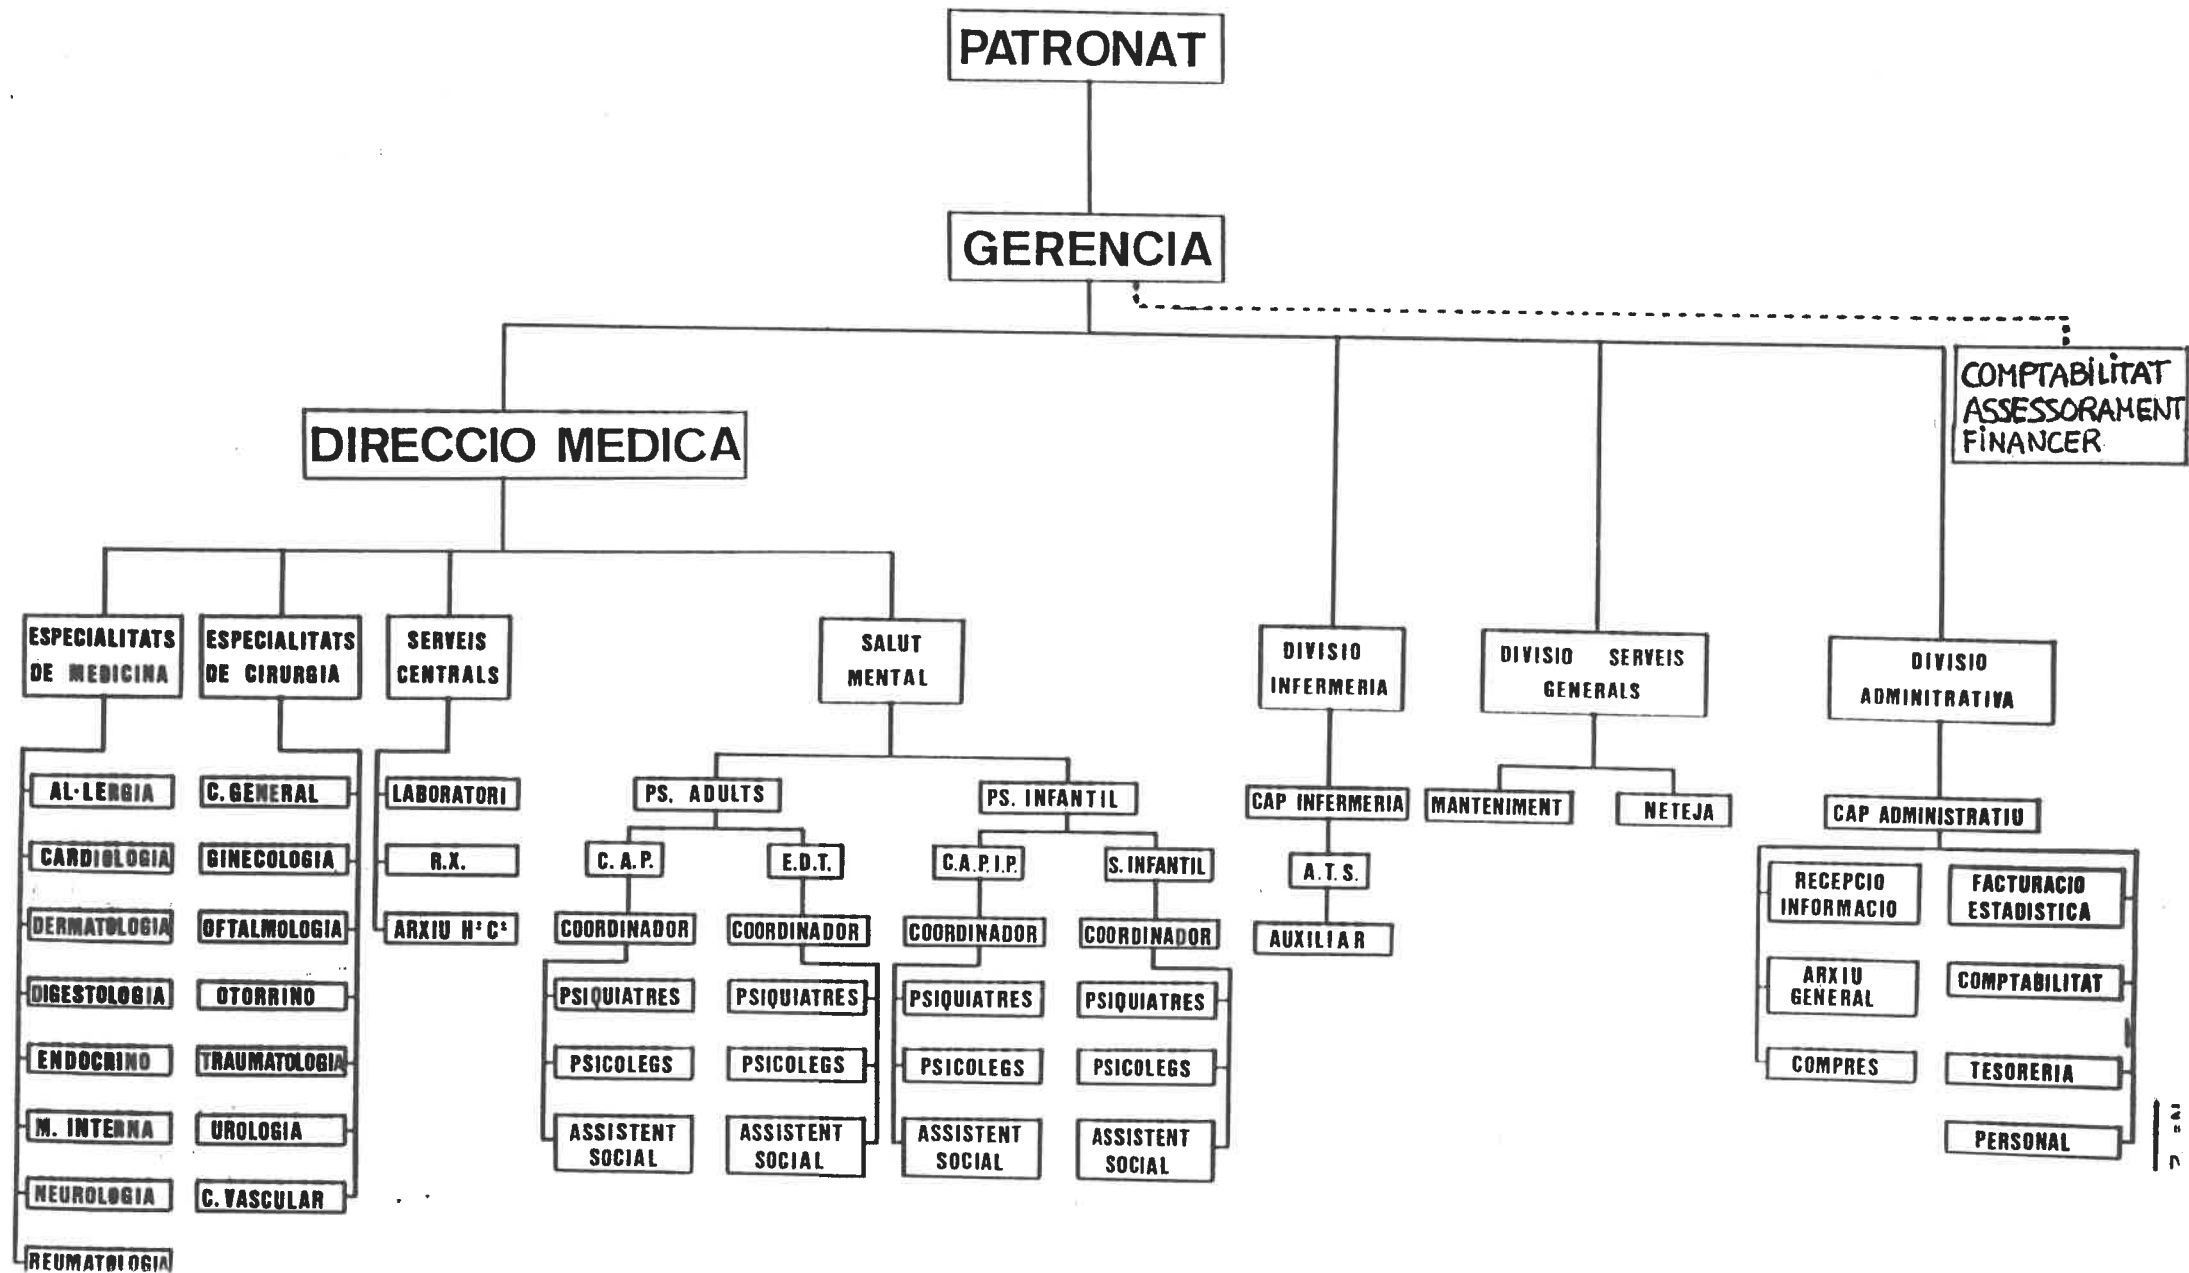 PATRONAT
GERENCIA
COMPTABILITAT
ASSESSORAMENT
FINANCER
DIRECCIO MEDICA
ESPECIALITATS
DE MEDICINA
ESPECIALITATS
DE CIRURGIA
SERVEIS
CENTRALS
SALUT
MENTAL
DIVISIO
INFERMERIA
DIVISIO SERVEIS
GENERALS
DIVISIO
ADMINITRATIVA
AL·LERGIA
CARDIOLOGIA
DERMATOLOGIA
DIGESTOLOGIA
ENDOCRINO
M. INTERNA
NEUROLOGIA
REUMATOLOGIA
C. GENERAL
GINECOLOGIA
OFTALMOLOGIA
OTORRINO
TRAUMATOLOGIA
UROLOGIA
C. VASCULAR
LABORATORI
R.X.
ARXIU Hª Cª
PS. ADULTS
C. A. P.
COORDINADOR
PSIQUIATRES
PSICOLEGS
ASSISTENT
SOCIAL
E.D.T.
COORDINADOR
PSIQUIATRES
PSICOLEGS
ASSISTENT
SOCIAL
PS. INFANTIL
C.A.P.I.P.
COORDINADOR
PSIQUIATRES
PSICOLEGS
ASSISTENT
SOCIAL
S. INFANTIL
COORDINADOR
PSIQUIATRES
PSICOLEGS
ASSISTENT
SOCIAL
CAP INFERMERIA
A.T.S.
AUXILIAR
MANTENIMENT
NETEJA
CAP ADMINISTRATIU
RECEPCIO
INFORMACIO
ARXIU
GENERAL
COMPRES
FACTURACIO
ESTADISTICA
COMPTABILITAT
TESORERIA
PERSONAL